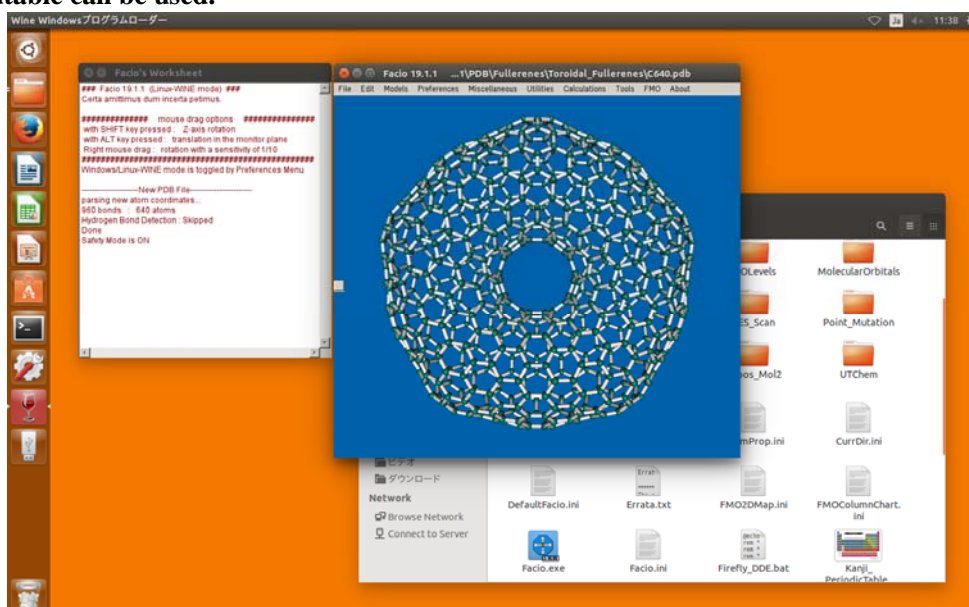 table can be used.
Wine Windowsプログラムローダー
Ja
11:38
Facio's Worksheet
### Facio 19.1.1 (Linux-WINE mode) ###
Certa amittimus dum incerta petimus.
############## mouse drag options ###############
with SHIFT key pressed : Z-axis rotation
with ALT key pressed : translation in the monitor plane
Right mouse drag : rotation with a sensitivity of 1/10
Windows/Linux-WINE mode is toggled by Preferences Menu
--------------------New PDB File----------------------
parsing new atom coordinates...
960 bonds : 640 atoms
Hydrogen Bond Detection : Skipped
Done
Safety Mode is ON
Facio 19.1.1 ...1\PDB\Fullerenes\Toroidal_Fullerenes\C640.pdb
File Edit Models Preferences Miscellaneous Utilities Calculations Tools FMO About
OLevels
MolecularOrbitals
ES_Scan
Point_Mutation
os_Mol2
UTChem
mProp.ini
CurrDir.ini
ビデオ
ダウンロード
Network
Browse Network
Connect to Server
DefaultFacio.ini
Errata.txt
FMO2DMap.ini
FMOColumnChart.
ini
Facio.exe
Facio.ini
Firefly_DDE.bat
Kanji_
PeriodicTable